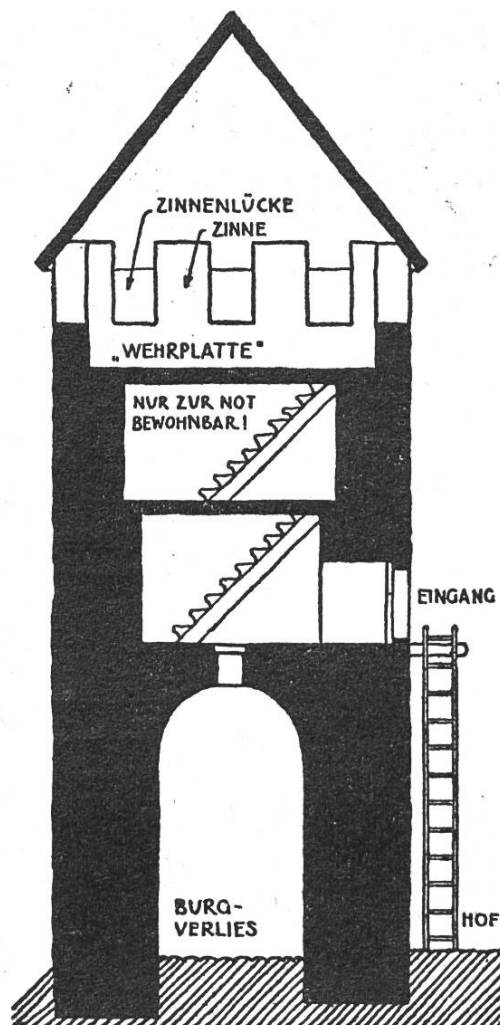 ZINNENLÜCKE
ZINNE
„WEHRPLATTE"
NUR ZUR NOT
BEWOHNBAR!
EINGANG
BURG-
VERLIES
HOF